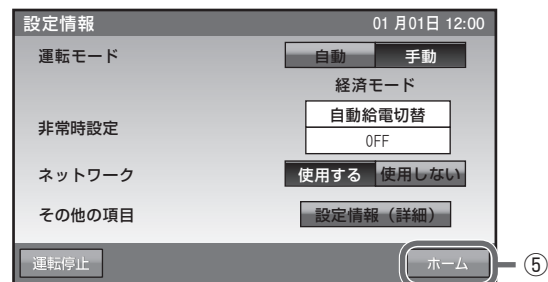 設定情報 01月01日 12:00
運転モード 自動 手動
経済モード
非常時設定 自動給電切替
OFF
ネットワーク 使用する 使用しない
その他の項目 設定情報（詳細）
運転停止 ホーム ⑤